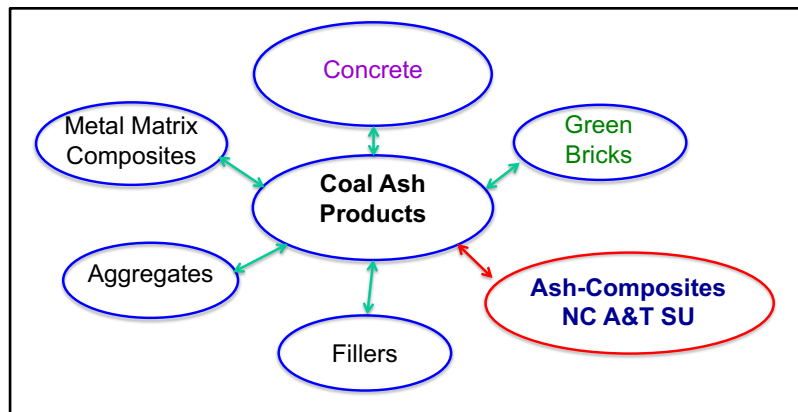 Concrete
Metal Matrix
Composites
Green
Bricks
Coal Ash
Products
Aggregates
Ash-Composites
NC A&T SU
Fillers